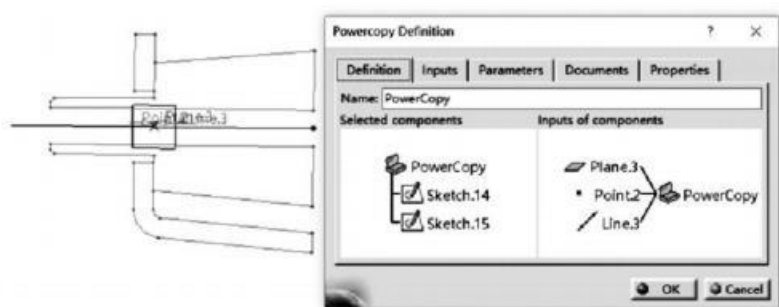 Powercopy Definition ? ×
Definition Inputs Parameters Documents Properties
Name: PowerCopy
Selected components
Inputs of components
PowerCopy
Sketch.14
Sketch.15
Plane.3
Point.2
Line.3
PowerCopy
OK Cancel